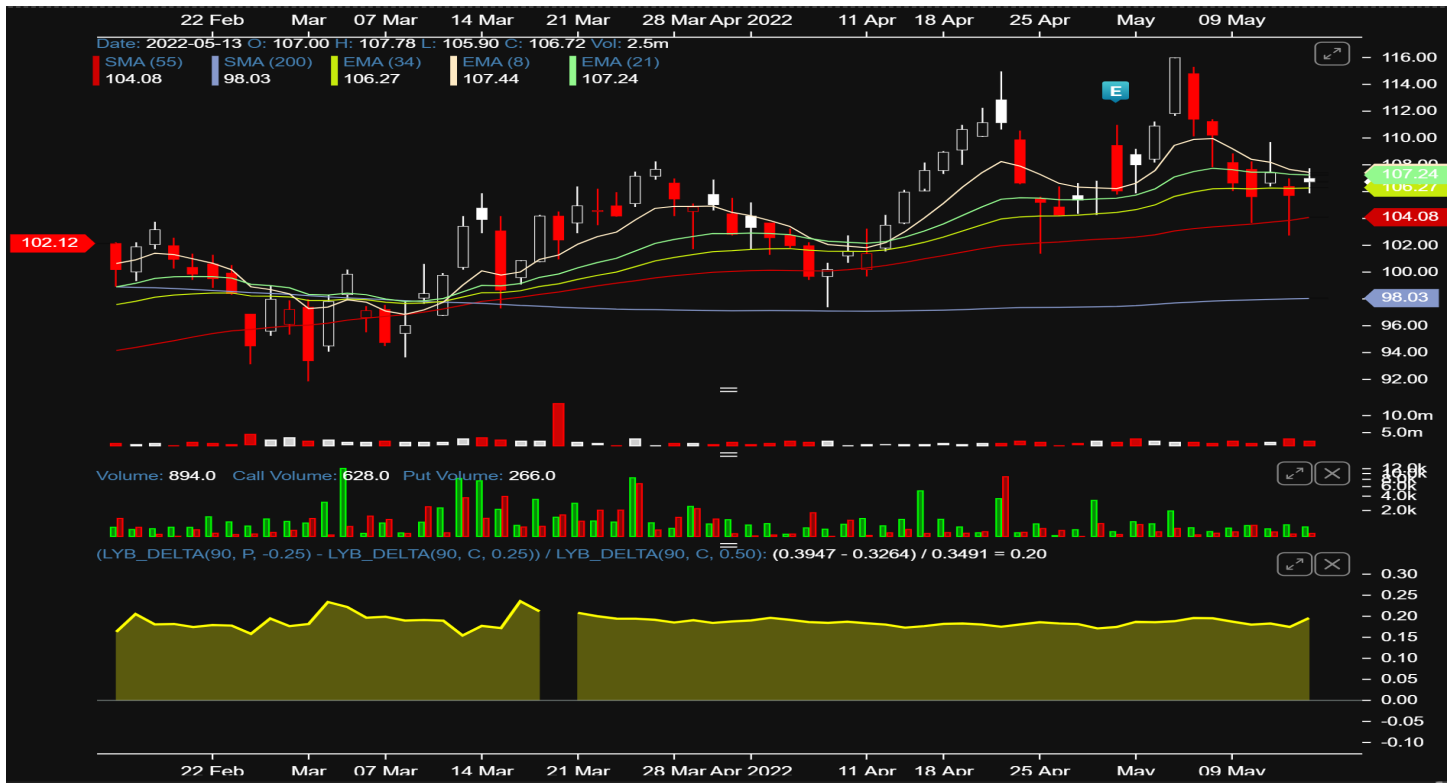 22 Feb Mar 07 Mar 14 Mar 21 Mar 28 Mar Apr 2022 11 Apr 18 Apr 25 Apr May 09 May
Date: 2022-05-13 O: 107.00 H: 107.78 L: 105.90 C: 106.72 Vol: 2.5m
SMA (55) SMA (200) EMA (34) EMA (8) EMA (21)
104.08 98.03 106.27 107.44 107.24
116.00
114.00
E
112.00
110.00
108.00
107.24
106.27
104.08
102.12
102.00
100.00
98.03
96.00
94.00
92.00
10.0m
5.0m
Volume: 894.0 Call Volume: 628.0 Put Volume: 266.0
12.0k
6.0k
4.0k
2.0k
(LYB_DELTA(90, P, -0.25) - LYB_DELTA(90, C, 0.25)) / LYB_DELTA(90, C, 0.50): (0.3947 - 0.3264) / 0.3491 = 0.20
0.30
0.25
0.20
0.15
0.10
0.05
0.00
-0.05
-0.10
22 Feb Mar 07 Mar 14 Mar 21 Mar 28 Mar Apr 2022 11 Apr 18 Apr 25 Apr May 09 May